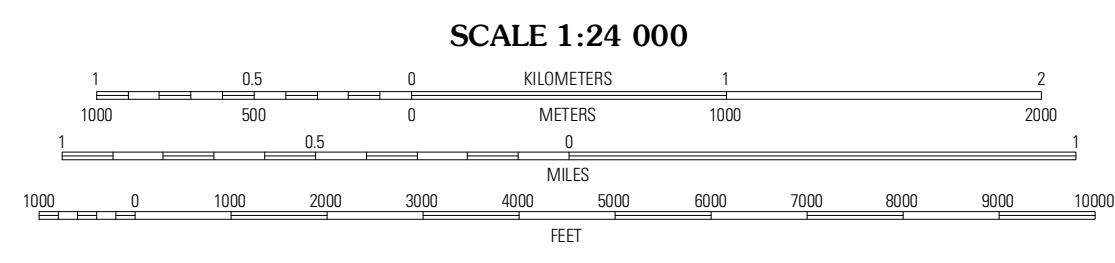 SCALE 1:24 000
1 0.5 0 KILOMETERS 1 2
1000 500 0 METERS 1000 2000
1 0.5 0 1
MILES
1000 0 1000 2000 3000 4000 5000 6000 7000 8000 9000 10000
FEET